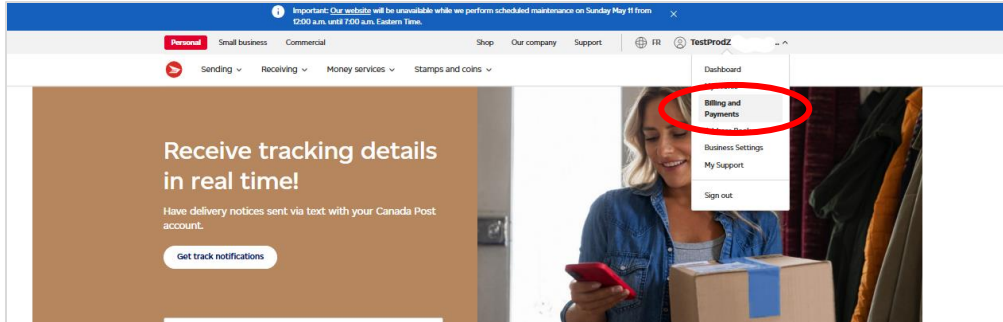 Important: Our website will be unavailable while we perform scheduled maintenance on Sunday May 11 from
12:00 a.m. until 7:00 a.m. Eastern Time.
Personal Small business Commercial Shop Our company Support FR TestProdZ
Sending Receiving Money services Stamps and coins
Dashboard
Billing and
Payments
Business Settings
My Support
Sign out
Receive tracking details
in real time!
Have delivery notices sent via text with your Canada Post
account.
Get track notifications